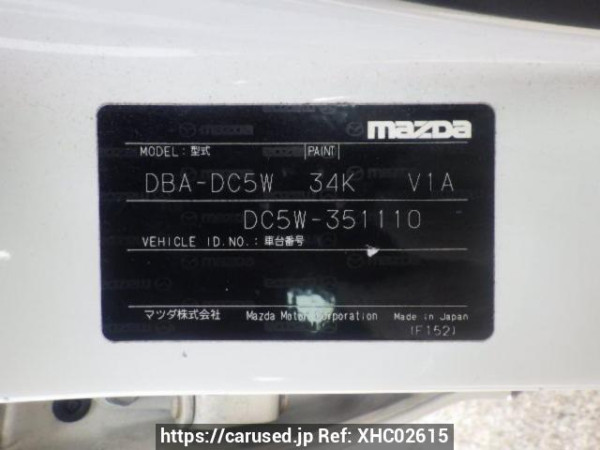 mazda
MODEL：型式 |PAINT|
DBA-DC5W 34K V1A
DC5W-351110
VEHICLE ID.NO.：車台番号
マツダ株式会社 Mazda Motor Corporation Made in Japan
(F152)
https://carused.jp Ref: XHC02615